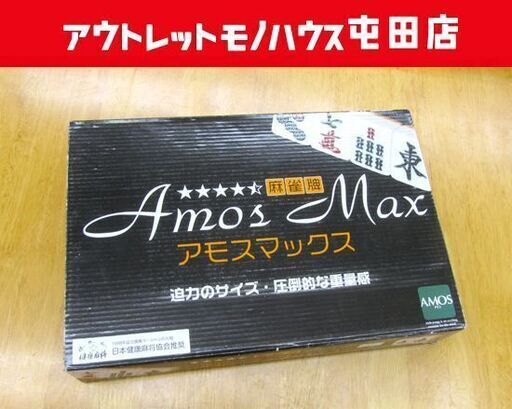 アウトレットモノハウス屯田店
★★★★⯪ 麻雀牌
Amos Max
アモスマックス
迫力のサイズ・圧倒的な重量感
AMOS
日本健康麻将協会推奨
東